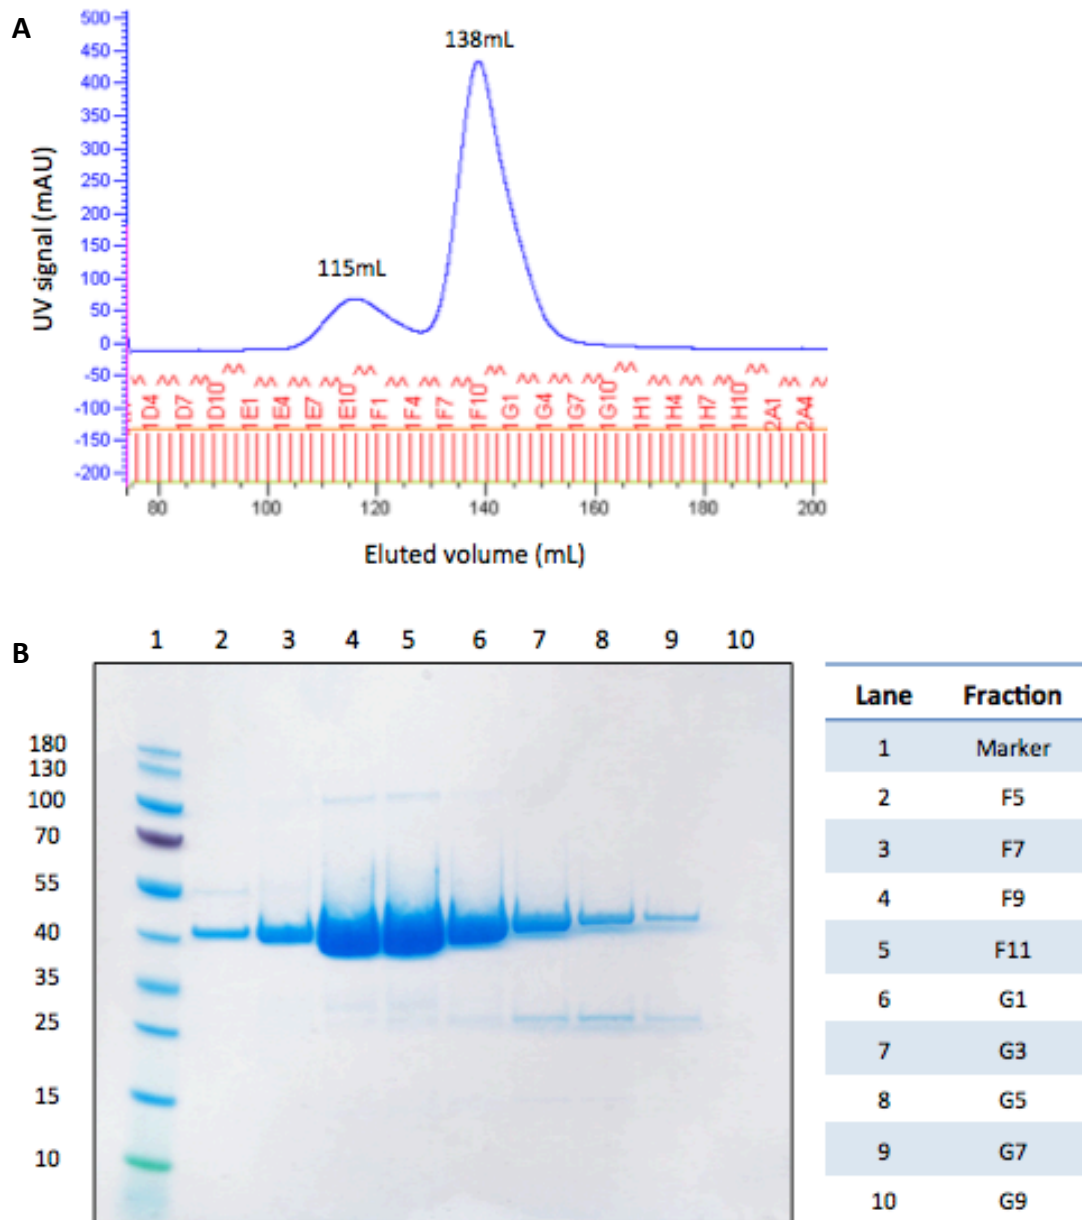 A
500
450
400
350
300
250
200
150
100
50
0
-50
-100
-150
-200
UV signal (mAU)
138mL
115mL
1D4 1D7 1D10 1E1 1E4 1E7 1E10 1F1 1F4 1F7 1F10 1G1 1G4 1G7 1G10 1H1 1H4 1H7 1H10 2A1 2A4
80 100 120 140 160 180 200
Eluted volume (mL)
B
1 2 3 4 5 6 7 8 9 10
180
130
100
70
55
40
35
25
15
10
Lane Fraction
1 Marker
2 F5
3 F7
4 F9
5 F11
6 G1
7 G3
8 G5
9 G7
10 G9